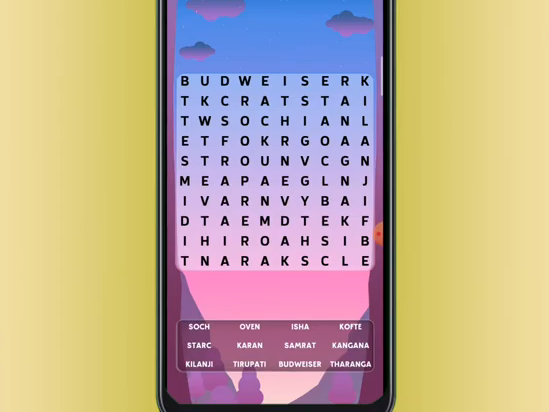 B U D W E I S E R K
T K C R A T S T A I
T W S O C H I A N L
E T F O K R G O A A
S T R O U N V C G N
M E A P A E G L N J
I V A R N V Y B A I
D T A E M D T E K F
I H I R O A H S I B
T N A R A K S C L E
SOCH OVEN ISHA KOFTE
STARC KARAN SAMRAT KANGANA
KILANJI TIRUPATI BUDWEISER THARANGA